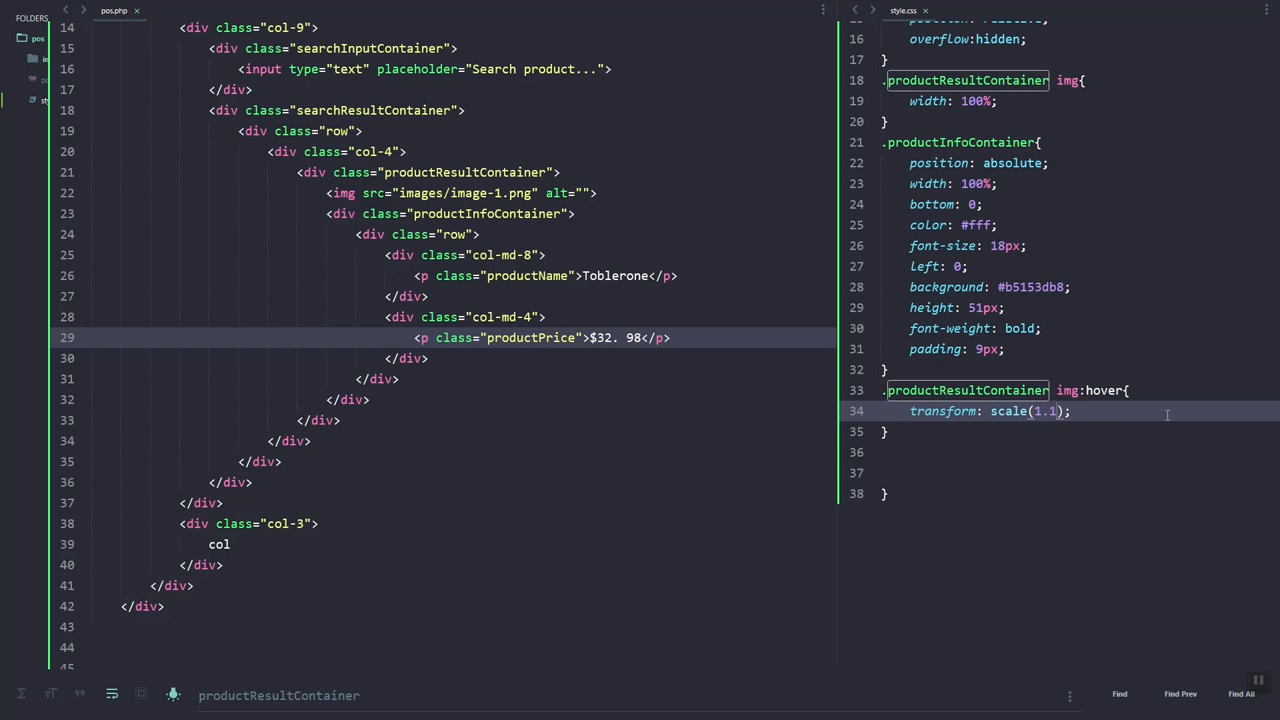 FOLDERS
pos
im
po
sty
pos.php ×
14 <div class="col-9">
15 <div class="searchInputContainer">
16 <input type="text" placeholder="Search product...">
17 </div>
18 <div class="searchResultContainer">
19 <div class="row">
20 <div class="col-4">
21 <div class="productResultContainer">
22 <img src="images/image-1.png" alt="">
23 <div class="productInfoContainer">
24 <div class="row">
25 <div class="col-md-8">
26 <p class="productName">Toblerone</p>
27 </div>
28 <div class="col-md-4">
29 <p class="productPrice">$32. 98</p>
30 </div>
31 </div>
32 </div>
33 </div>
34 </div>
35 </div>
36 </div>
37 </div>
38 <div class="col-3">
39 col
40 </div>
41 </div>
42 </div>
43
44
45
style.css ×
16 overflow:hidden;
17 }
18 .productResultContainer img{
19 width: 100%;
20 }
21 .productInfoContainer{
22 position: absolute;
23 width: 100%;
24 bottom: 0;
25 color: #fff;
26 font-size: 18px;
27 left: 0;
28 background: #b5153db8;
29 height: 51px;
30 font-weight: bold;
31 padding: 9px;
32 }
33 .productResultContainer img:hover{
34 transform: scale(1.1);
35 }
36
37
38 }
productResultContainer
Find Find Prev Find All